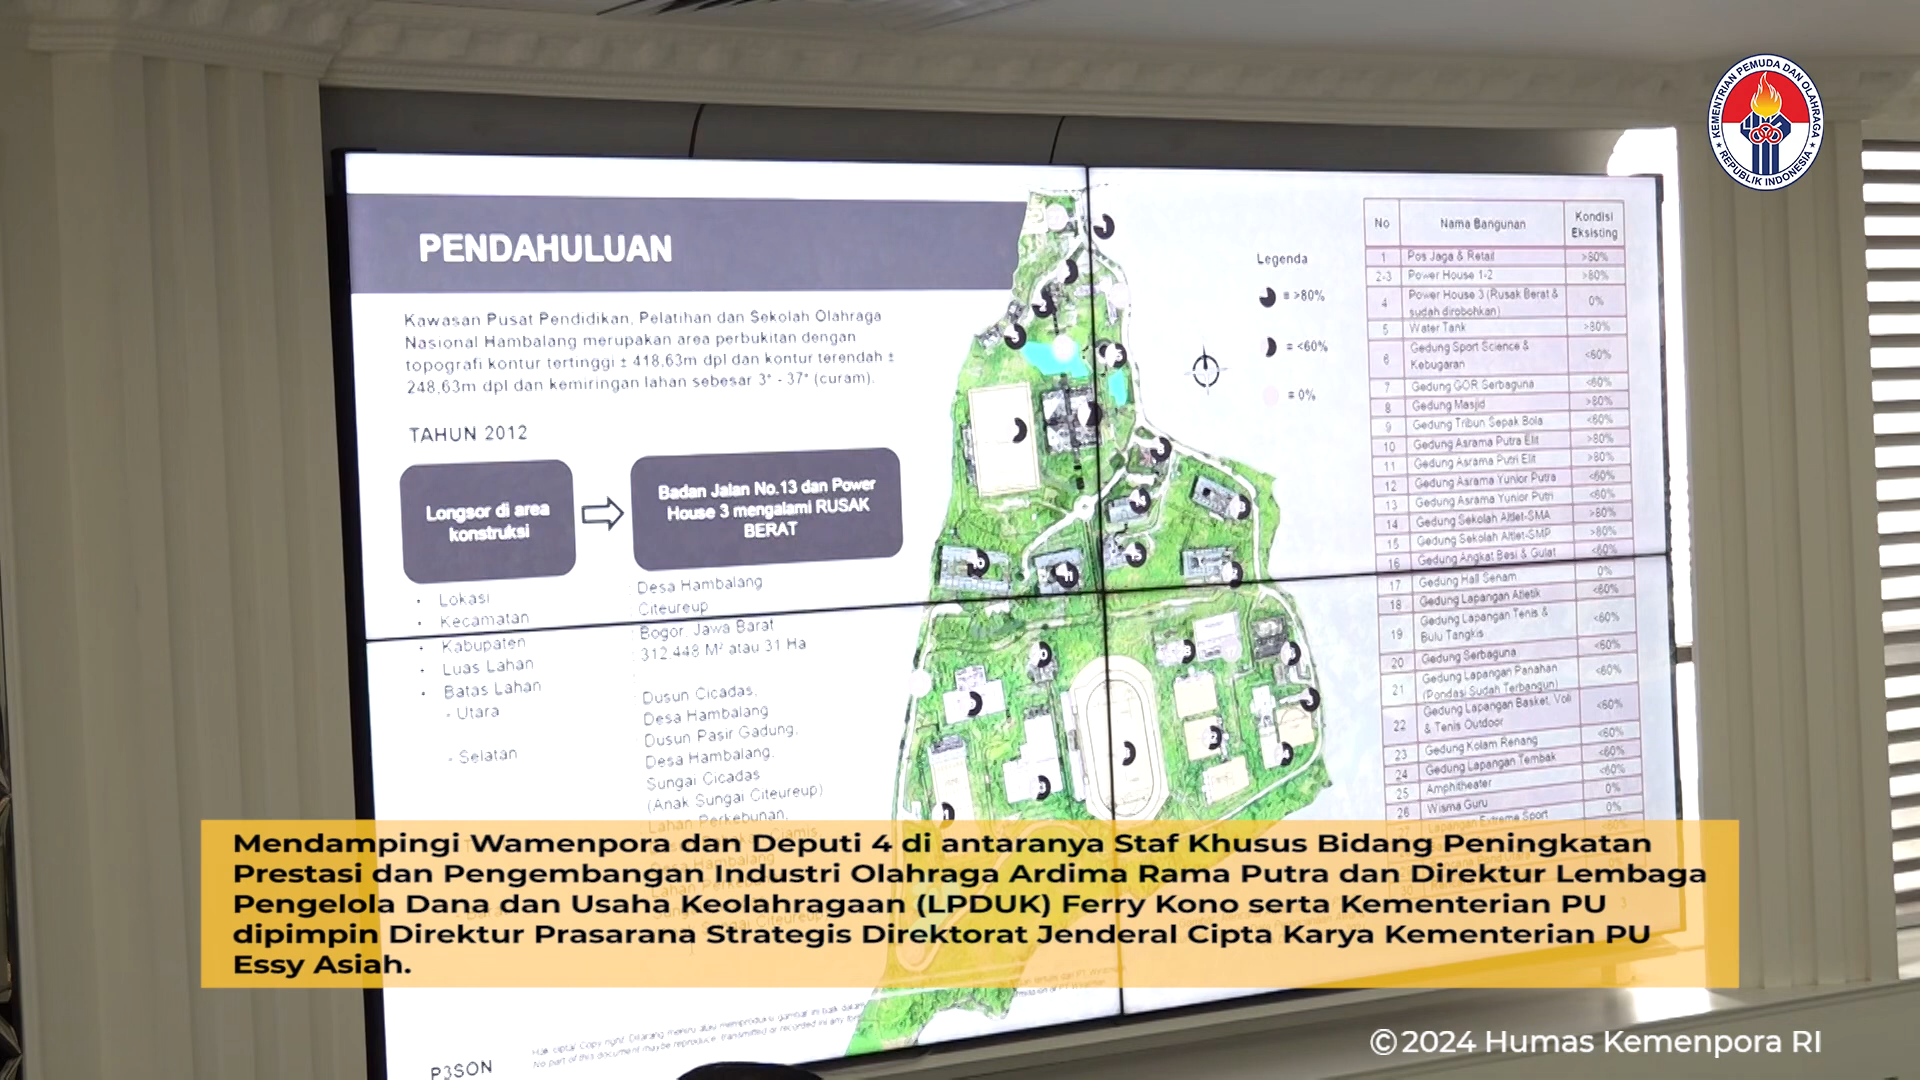 KEMENTRIAN PEMUDA DAN OLAHRAGA
REPUBLIK INDONESIA
PENDAHULUAN
Kawasan Pusat Pendidikan, Pelatihan dan Sekolah Olahraga
Nasional Hambalang merupakan area perbukitan dengan
topografi kontur tertinggi ± 418,63m dpl dan kontur terendah ±
248,63m dpl dan kemiringan lahan sebesar 3° - 37° (curam).
TAHUN 2012
Longsor di area
konstruksi
Badan Jalan No.13 dan Power
House 3 mengalami RUSAK
BERAT
• Lokasi : Desa Hambalang
• Kecamatan : Citeureup
• Kabupaten : Bogor, Jawa Barat
• Luas Lahan : 312.448 M² atau 31 Ha
• Batas Lahan :
- Utara : Dusun Cicadas,
Desa Hambalang
Dusun Pasir Gadung,
- Selatan Desa Hambalang.
Sungai Cicadas
(Anak Sungai Citeureup)
Lahan Perkebunan,
Legenda
= >80%
= <60%
= 0%
No Nama Bangunan Kondisi Eksisting
1 Pos Jaga & Retail >80%
2-3 Power House 1-2 >80%
4 Power House 3 (Rusak Berat & sudah dirobohkan) 0%
5 Water Tank >80%
6 Gedung Sport Science & Kebugaran <60%
7 Gedung GOR Serbaguna <60%
8 Gedung Masjid >80%
9 Gedung Tribun Sepak Bola <60%
10 Gedung Asrama Putra Elit >80%
11 Gedung Asrama Putri Elit >80%
12 Gedung Asrama Yunior Putra <60%
13 Gedung Asrama Yunior Putri <60%
14 Gedung Sekolah Altlet-SMA >80%
15 Gedung Sekolah Altlet-SMP >80%
16 Gedung Angkat Besi & Gulat <60%
17 Gedung Hall Senam 0%
18 Gedung Lapangan Atletik <60%
19 Gedung Lapangan Tenis & Bulu Tangkis <60%
20 Gedung Serbaguna <60%
21 Gedung Lapangan Panahan (Pondasi Sudah Terbangun) <60%
22 Gedung Lapangan Basket, Voli & Tenis Outdoor <60%
23 Gedung Kolam Renang <60%
24 Gedung Lapangan Tembak <60%
25 Amphitheater <60%
26 Wisma Guru 0%
Lapangan Extreme Sport 0%
Mendampingi Wamenpora dan Deputi 4 di antaranya Staf Khusus Bidang Peningkatan
Prestasi dan Pengembangan Industri Olahraga Ardima Rama Putra dan Direktur Lembaga
Pengelola Dana dan Usaha Keolahragaan (LPDUK) Ferry Kono serta Kementerian PU
dipimpin Direktur Prasarana Strategis Direktorat Jenderal Cipta Karya Kementerian PU
Essy Asiah.
P3SON
©2024 Humas Kemenpora RI